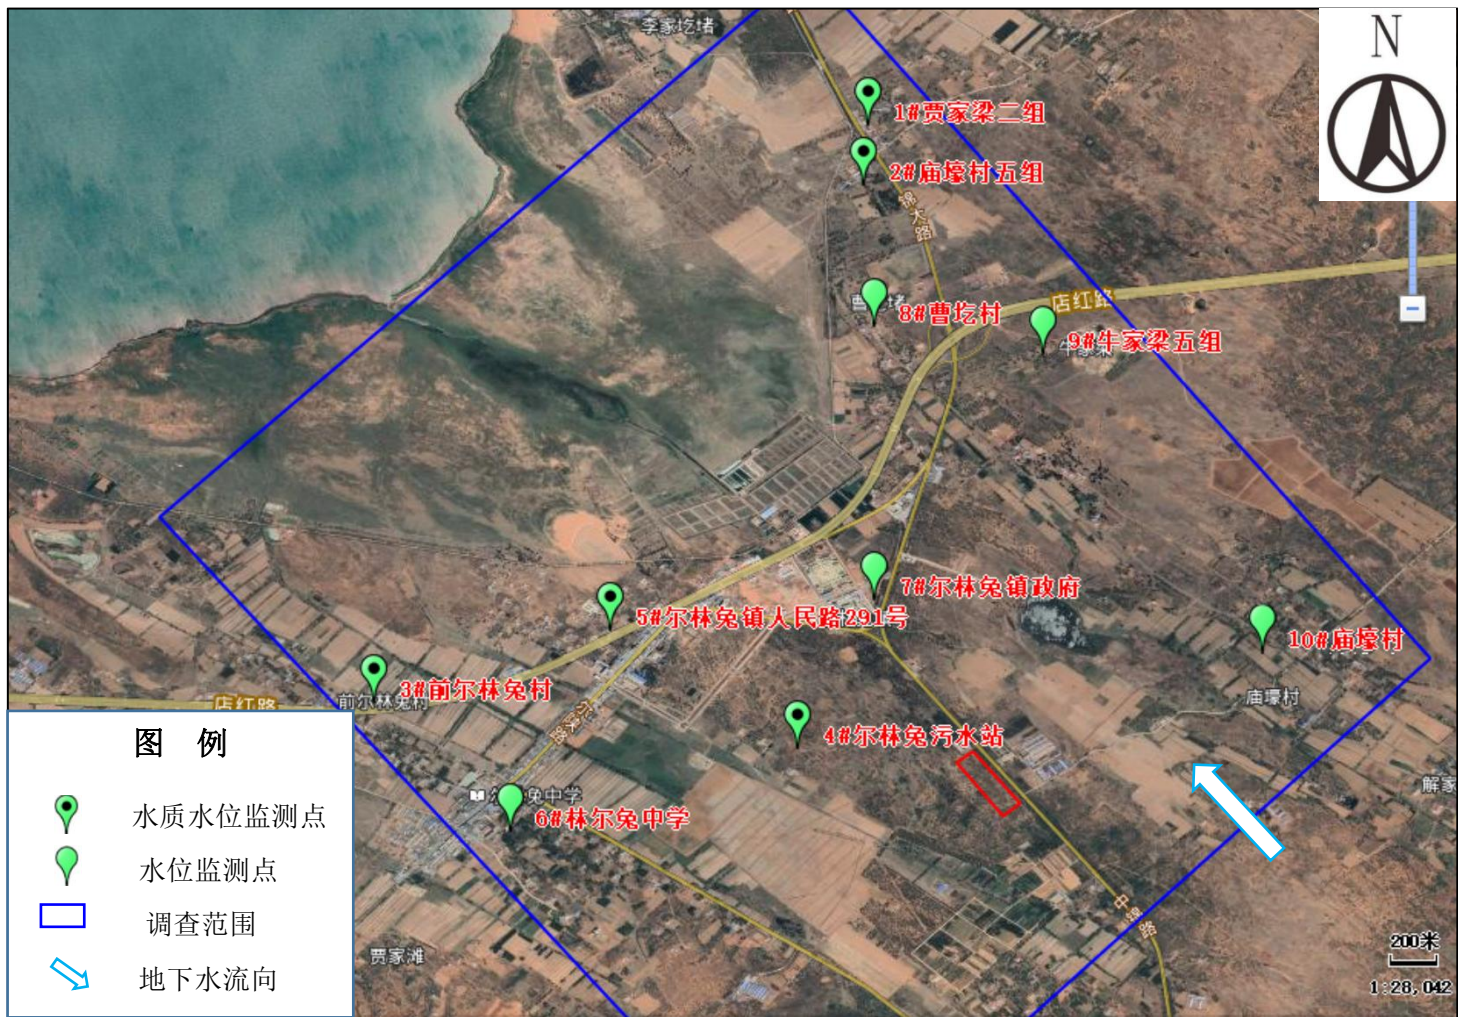 李家圪堵
N
1#贾家梁二组
2#庙壕村五组
锦大路
8#曹圪村
店红路
9#牛家梁五组
7#尔林兔镇政府
5#尔林兔镇人民路291号
10#庙壕村
3#前尔林兔村
前尔林兔村
庙壕村
店红路
4#尔林兔污水站
6#林尔兔中学
中锦路
贾家滩
图 例
水质水位监测点
水位监测点
调查范围
地下水流向
200米
1:28,042